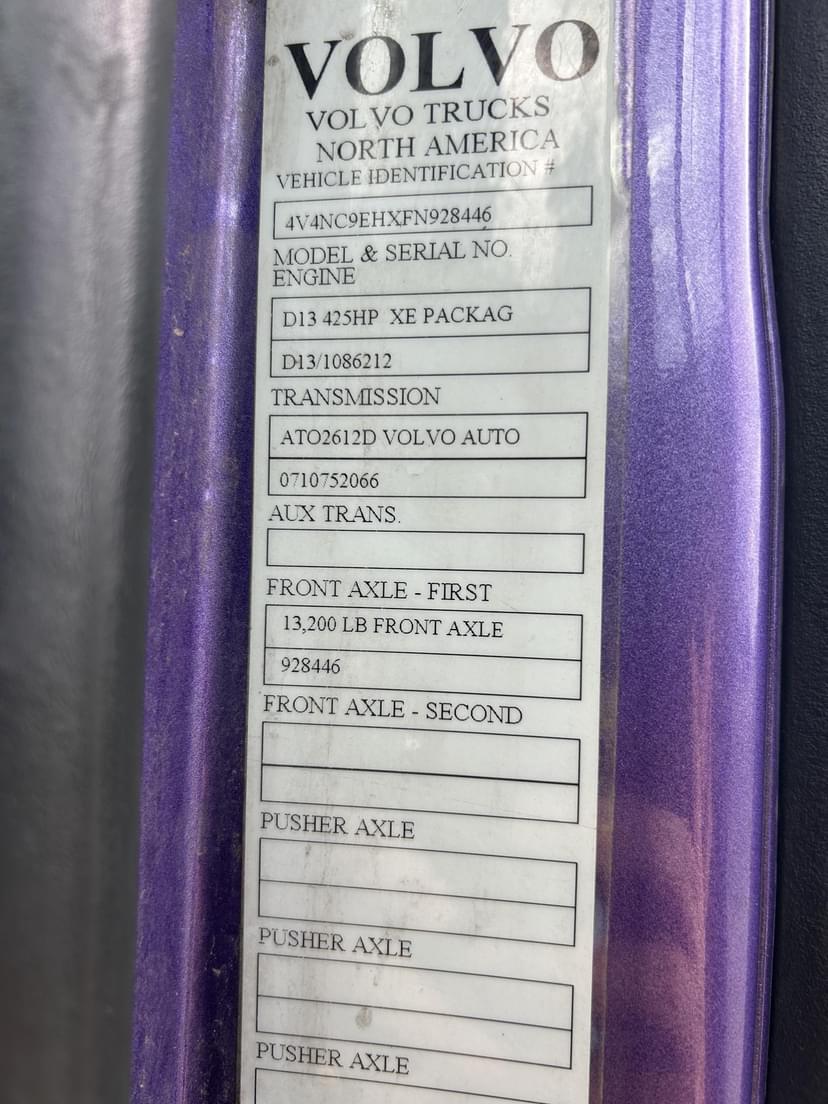 VOLVO
VOLVO TRUCKS
NORTH AMERICA
VEHICLE IDENTIFICATION #
4V4NC9EHXFN928446
MODEL & SERIAL NO.
ENGINE
D13 425HP XE PACKAG
D13/1086212
TRANSMISSION
ATO2612D VOLVO AUTO
0710752066
AUX TRANS.
FRONT AXLE - FIRST
13,200 LB FRONT AXLE
928446
FRONT AXLE - SECOND
PUSHER AXLE
PUSHER AXLE
PUSHER AXLE